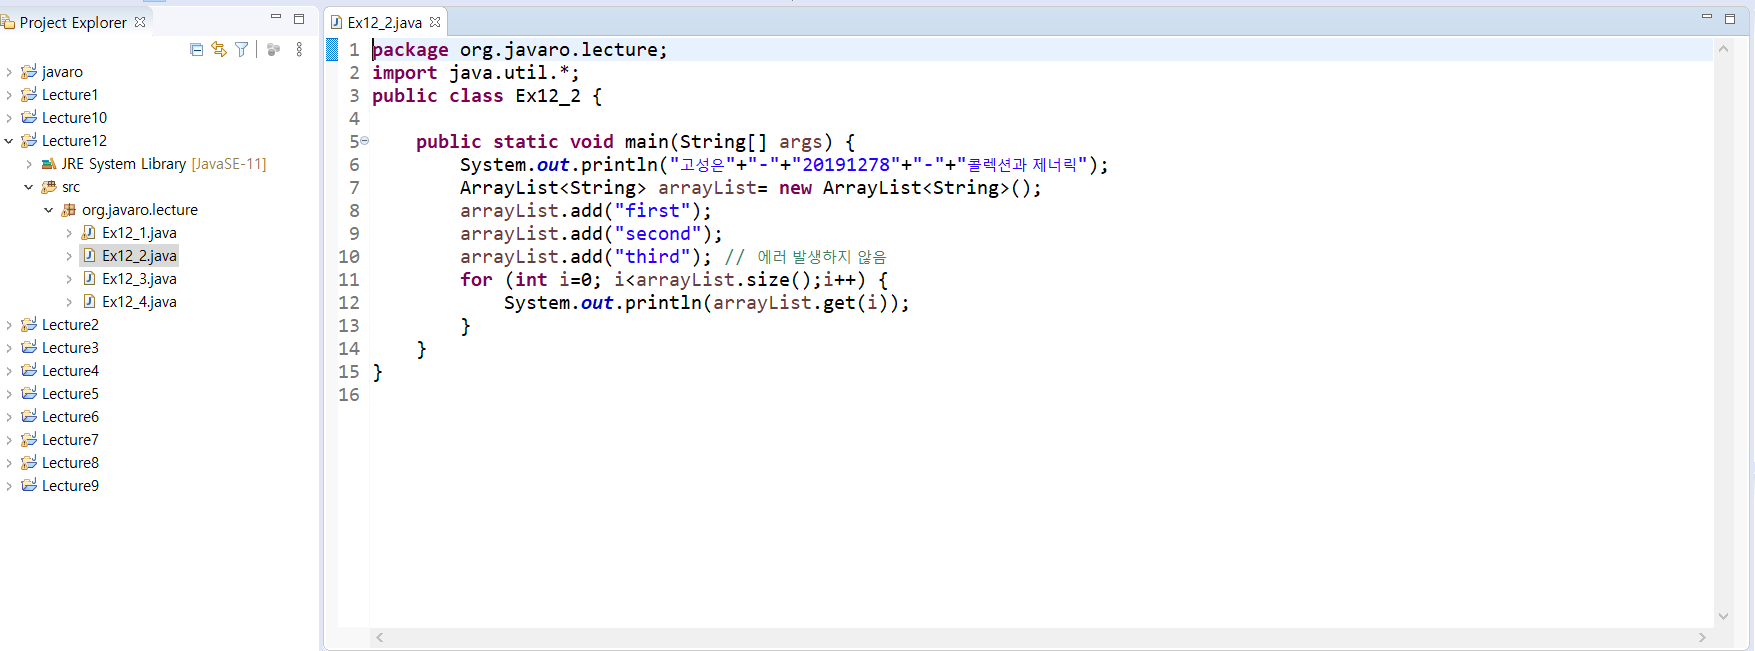 Project Explorer
javaro
Lecture1
Lecture10
Lecture12
JRE System Library [JavaSE-11]
src
org.javaro.lecture
Ex12_1.java
Ex12_2.java
Ex12_3.java
Ex12_4.java
Lecture2
Lecture3
Lecture4
Lecture5
Lecture6
Lecture7
Lecture8
Lecture9
Ex12_2.java
1 package org.javaro.lecture;
2 import java.util.*;
3 public class Ex12_2 {
4
5 public static void main(String[] args) {
6 System.out.println("고성은"+"-"+"20191278"+"-"+"콜렉션과 제너릭");
7 ArrayList<String> arrayList= new ArrayList<String>();
8 arrayList.add("first");
9 arrayList.add("second");
10 arrayList.add("third"); // 에러 발생하지 않음
11 for (int i=0; i<arrayList.size();i++) {
12 System.out.println(arrayList.get(i));
13 }
14 }
15 }
16